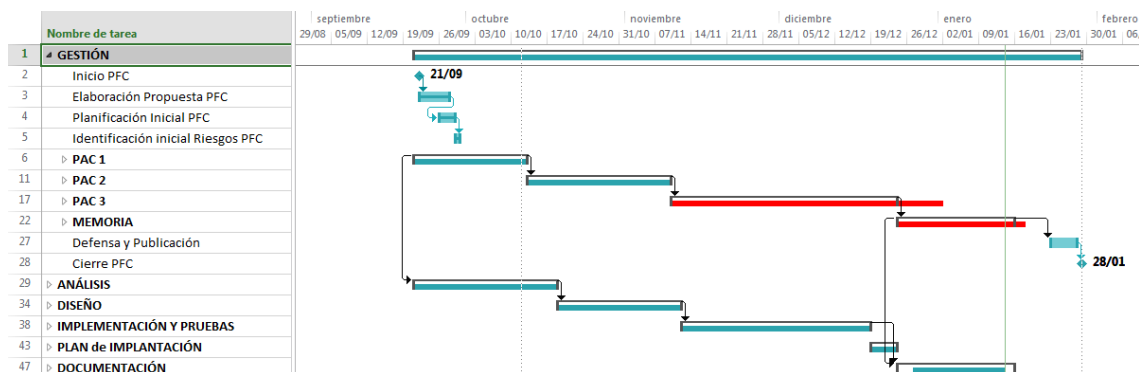 septiembre octubre noviembre diciembre enero febrero
Nombre de tarea 29/08 05/09 12/09 19/09 26/09 03/10 10/10 17/10 24/10 31/10 07/11 14/11 21/11 28/11 05/12 12/12 19/12 26/12 02/01 09/01 16/01 23/01 30/01 06
1 GESTIÓN
2 Inicio PFC 21/09
3 Elaboración Propuesta PFC
4 Planificación Inicial PFC
5 Identificación inicial Riesgos PFC
6 PAC 1
11 PAC 2
17 PAC 3
22 MEMORIA
27 Defensa y Publicación
28 Cierre PFC 28/01
29 ANÁLISIS
34 DISEÑO
38 IMPLEMENTACIÓN Y PRUEBAS
43 PLAN de IMPLANTACIÓN
47 DOCUMENTACIÓN